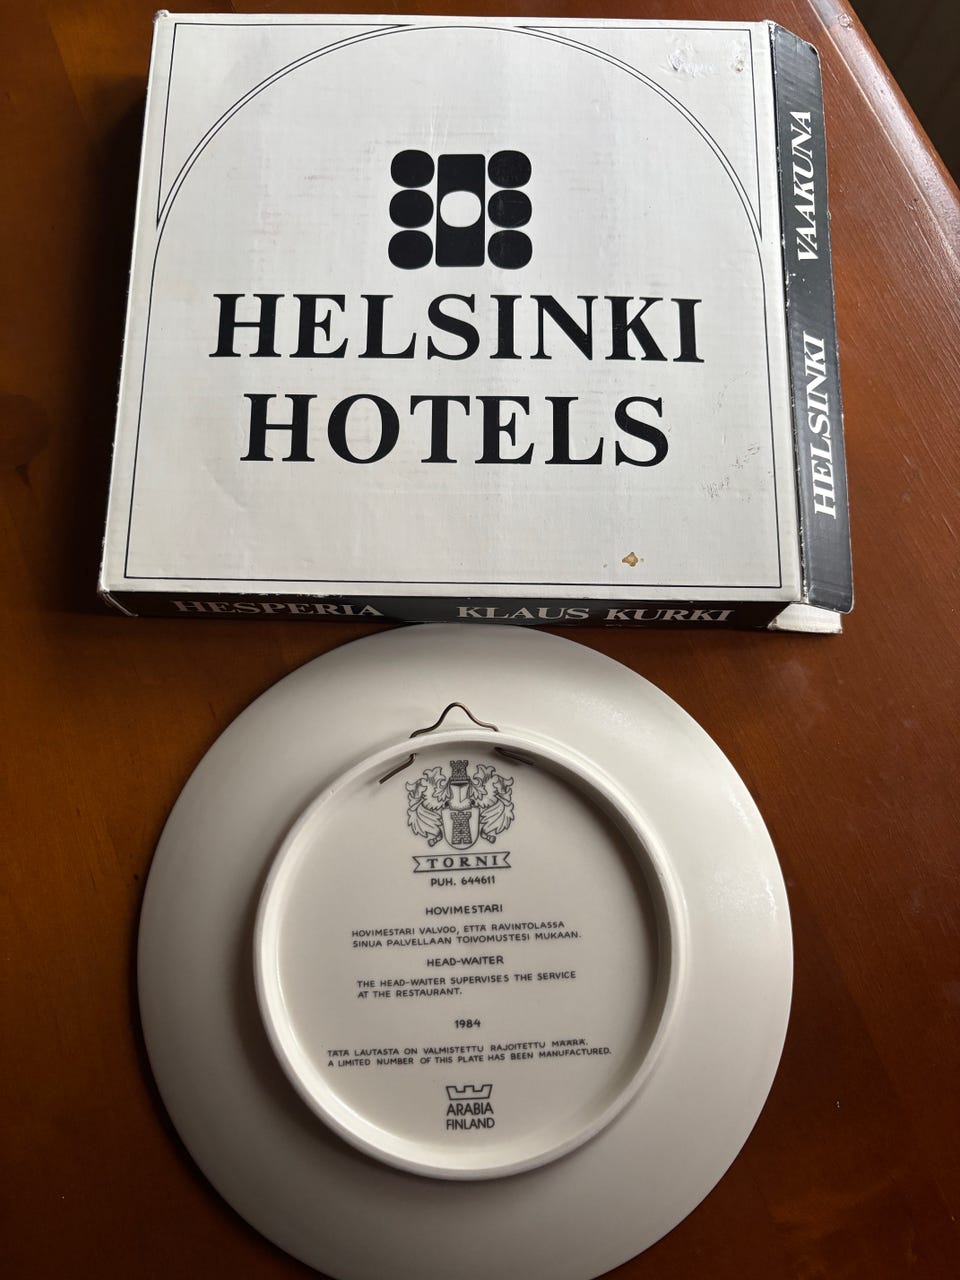 HELSINKI
HOTELS
HELSINKI VAAKUNA
HESPERIA KLAUS KURKI
TORNI
PUH. 644611
HOVIMESTARI
HOVIMESTARI VALVOO, ETTÄ RAVINTOLASSA
SINUA PALVELLAAN TOIVOMUSTESI MUKAAN.
HEAD-WAITER
THE HEAD-WAITER SUPERVISES THE SERVICE
AT THE RESTAURANT.
1984
TÄTÄ LAUTASTA ON VALMISTETTU RAJOITETTU MÄÄRÄ.
A LIMITED NUMBER OF THIS PLATE HAS BEEN MANUFACTURED.
ARABIA
FINLAND